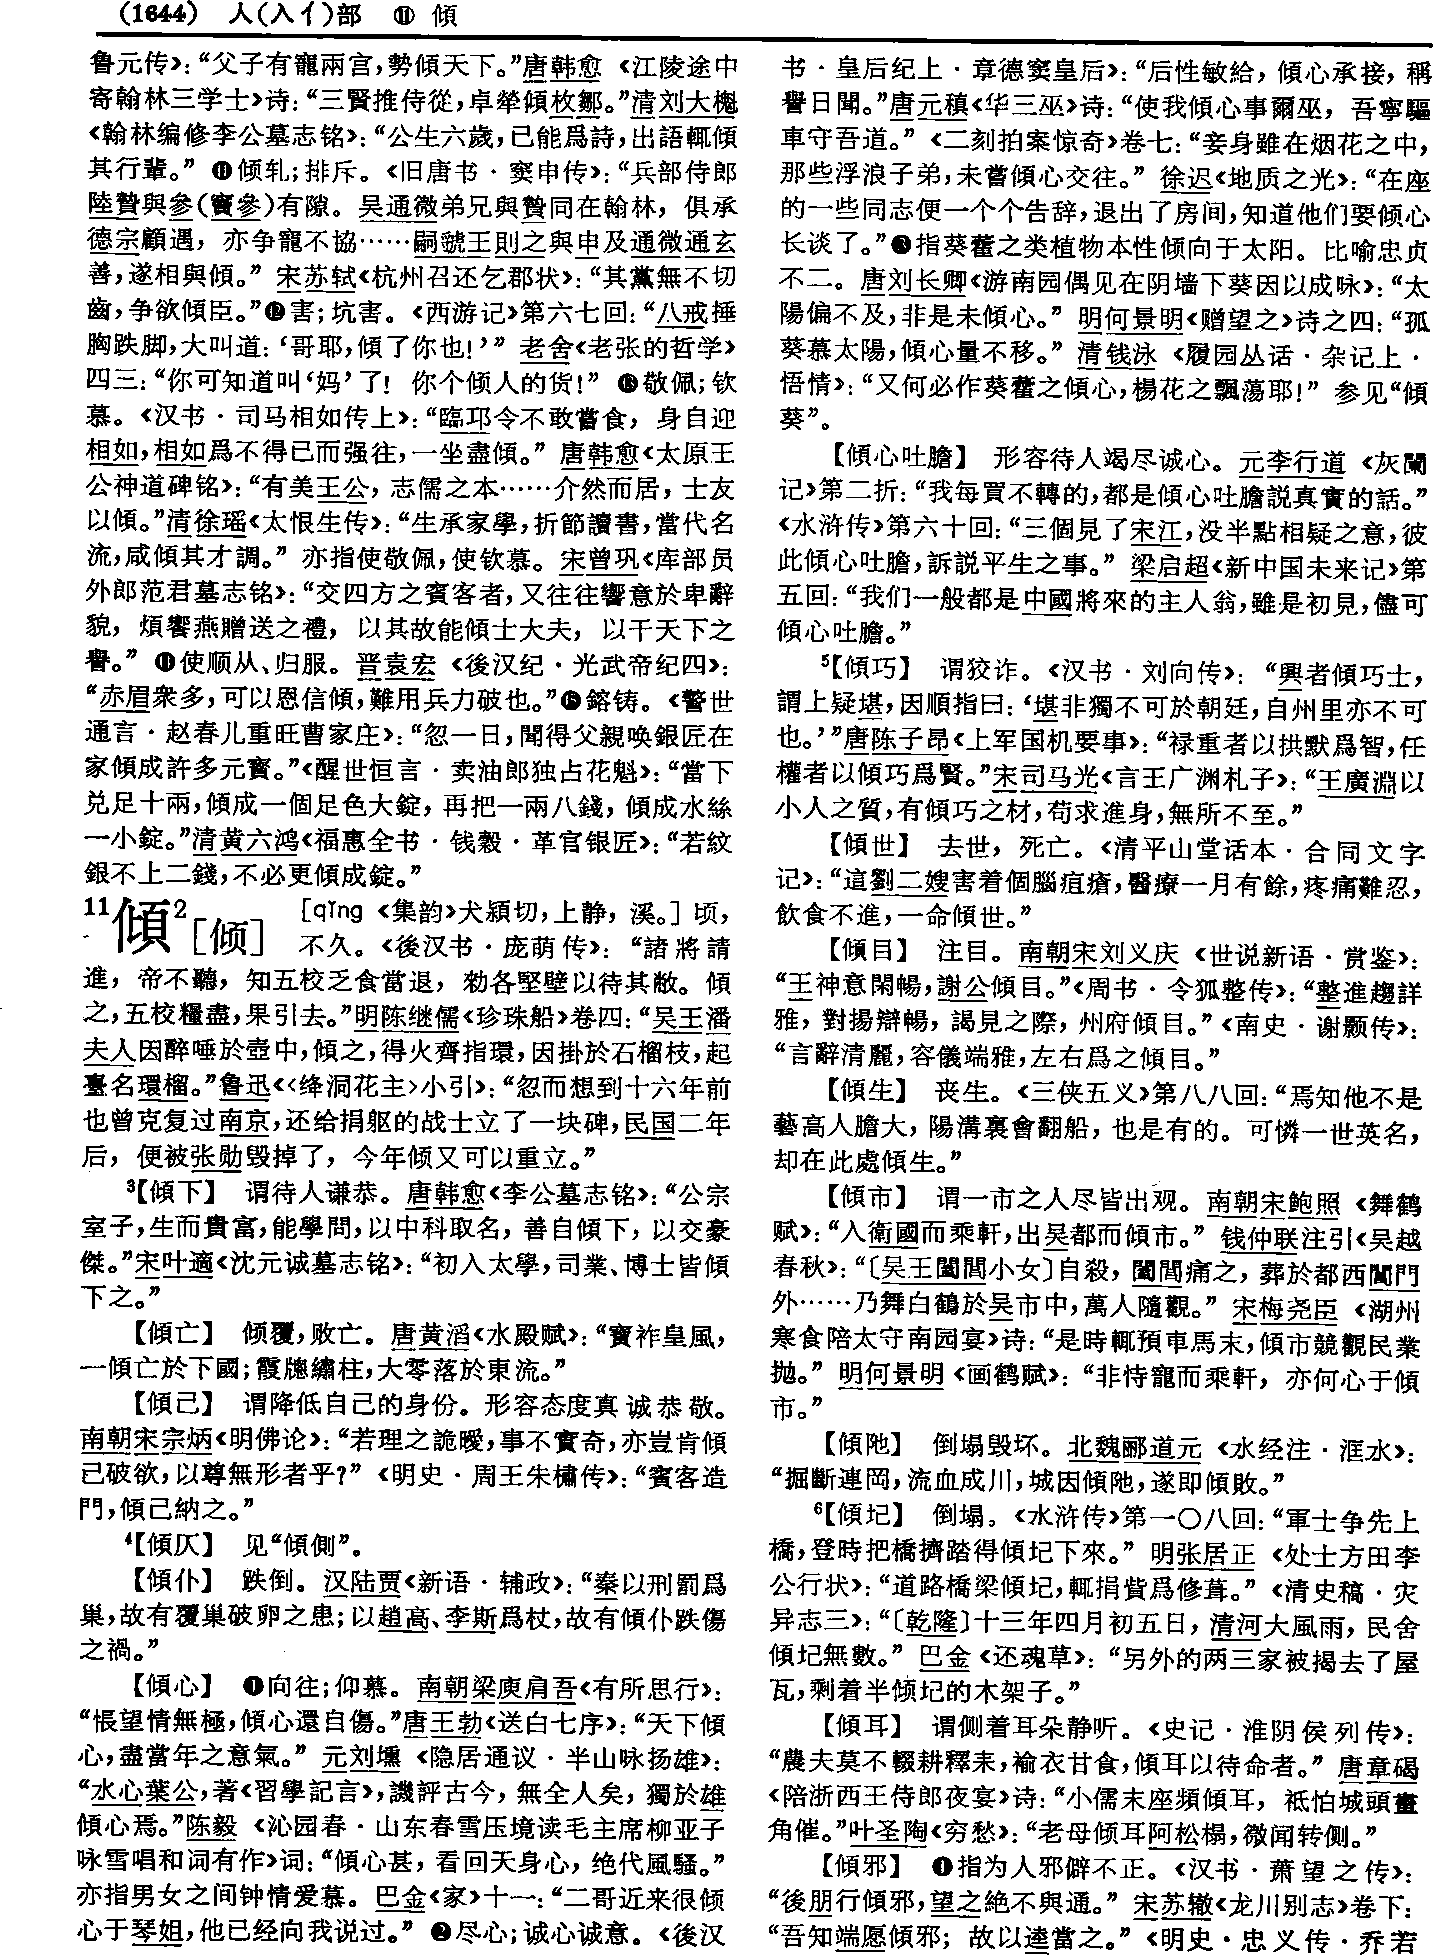 (1644) 人(入亻)部 ⑪ 傾
鲁元传》：“父子有寵兩宫，勢傾天下。”唐韩愈《江陵途中
寄翰林三学士》诗：“三賢推侍從，卓犖傾枚鄒。”清刘大櫆
《翰林编修李公墓志铭》：“公生六歲，已能爲詩，出語輒傾
其行輩。” ⓫倾轧；排斥。《旧唐书·窦申传》：“兵部侍郎
陸贄與參(竇參)有隙。吴通微弟兄與贄同在翰林，俱承
德宗顧遇，亦争寵不協……嗣虢王則之與申及通微通玄
善，遂相與傾。” 宋苏轼《杭州召还乞郡状》：“其黨無不切
齒，争欲傾臣。”⓬害；坑害。《西游记》第六七回：“八戒捶
胸跌脚，大叫道：‘哥耶，傾了你也！’” 老舍《老张的哲学》
四三：“你可知道叫‘妈’了！你个倾人的货！” ⓭敬佩；钦
慕。《汉书·司马相如传上》：“臨邛令不敢嘗食，身自迎
相如，相如爲不得已而强往，一坐盡傾。” 唐韩愈《太原王
公神道碑铭》：“有美王公，志儒之本……介然而居，士友
以傾。”清徐瑶《太恨生传》：“生承家學，折節讀書，當代名
流，咸傾其才調。” 亦指使敬佩，使钦慕。宋曾巩《库部员
外郎范君墓志铭》：“交四方之賓客者，又往往響意於卑辭
貌，煩饗燕贈送之禮，以其故能傾士大夫，以干天下之
譽。” ⓮使顺从、归服。晋袁宏《後汉纪·光武帝纪四》：
“赤眉衆多，可以恩信傾，難用兵力破也。”⓯鎔铸。《警世
通言·赵春儿重旺曹家庄》：“忽一日，聞得父親唤銀匠在
家傾成許多元寶。”《醒世恒言·卖油郎独占花魁》：“當下
兑足十兩，傾成一個足色大錠，再把一兩八錢，傾成水絲
一小錠。”清黄六鸿《福惠全书·钱穀·革官银匠》：“若紋
銀不上二錢，不必更傾成錠。”
11傾2[倾] [qǐng《集韵》犬潁切，上静，溪。]顷，
不久。《後汉书·庞萌传》：“諸將請
進，帝不聽，知五校乏食當退，勑各堅壁以待其敝。傾
之，五校糧盡，果引去。”明陈继儒《珍珠船》卷四：“吴王潘
夫人因醉唾於壺中，傾之，得火齊指環，因掛於石榴枝，起
臺名環榴。”鲁迅《〈绛洞花主〉小引》：“忽而想到十六年前
也曾克复过南京，还给捐躯的战士立了一块碑，民国二年
后，便被张勋毁掉了，今年倾又可以重立。”
3【傾下】 谓待人谦恭。唐韩愈《李公墓志铭》：“公宗
室子，生而貴富，能學問，以中科取名，善自傾下，以交豪
傑。”宋叶適《沈元诚墓志铭》：“初入太學，司業、博士皆傾
下之。”
【傾亡】 倾覆，败亡。唐黄滔《水殿赋》：“寶祚皇風，
一傾亡於下國；霞牎繡柱，大零落於東流。”
【傾己】 谓降低自己的身份。形容态度真诚恭敬。
南朝宋宗炳《明佛论》：“若理之詭曖，事不實奇，亦豈肯傾
己破欲，以尊無形者乎？”《明史·周王朱橚传》：“賓客造
門，傾己納之。”
4【傾仄】 见“傾側”。
【傾仆】 跌倒。汉陆贾《新语·辅政》：“秦以刑罰爲
巢，故有覆巢破卵之患；以趙高、李斯爲杖，故有傾仆跌傷
之禍。”
【傾心】 ❶向往；仰慕。南朝梁庾肩吾《有所思行》：
“悵望情無極，傾心還自傷。”唐王勃《送白七序》：“天下傾
心，盡當年之意氣。” 元刘壎《隐居通议·半山咏扬雄》：
“水心葉公，著《習學記言》，譏評古今，無全人矣，獨於雄
傾心焉。”陈毅《沁园春·山东春雪压境读毛主席柳亚子
咏雪唱和词有作》词：“傾心甚，看回天身心，绝代風騷。”
亦指男女之间钟情爱慕。巴金《家》十一：“二哥近来很倾
心于琴姐，他已经向我说过。” ❷尽心；诚心诚意。《後汉
书·皇后纪上·章德窦皇后》：“后性敏給，傾心承接，稱
譽日聞。”唐元稹《华三巫》诗：“使我傾心事爾巫，吾寧驅
車守吾道。”《二刻拍案惊奇》卷七：“妾身雖在烟花之中，
那些浮浪子弟，未嘗傾心交往。” 徐迟《地质之光》：“在座
的一些同志便一个个告辞，退出了房间，知道他们要倾心
长谈了。”❸指葵藿之类植物本性倾向于太阳。比喻忠贞
不二。唐刘长卿《游南园偶见在阴墙下葵因以成咏》：“太
陽偏不及，非是未傾心。” 明何景明《赠望之》诗之四：“孤
葵慕太陽，傾心量不移。” 清钱泳《履园丛话·杂记上·
悟情》：“又何必作葵藿之傾心，楊花之飄蕩耶！” 参见“傾
葵”。
【傾心吐膽】 形容待人竭尽诚心。元李行道《灰闌
记》第二折：“我每買不轉的，都是傾心吐膽説真實的話。”
《水浒传》第六十回：“三個見了宋江，没半點相疑之意，彼
此傾心吐膽，訴説平生之事。” 梁启超《新中国未来记》第
五回：“我们一般都是中國將來的主人翁，雖是初見，儘可
傾心吐膽。”
5【傾巧】 谓狡诈。《汉书·刘向传》：“興者傾巧士，
謂上疑堪，因順指曰：‘堪非獨不可於朝廷，自州里亦不可
也。’”唐陈子昂《上军国机要事》：“禄重者以拱默爲智，任
權者以傾巧爲賢。”宋司马光《言王广渊札子》：“王廣淵以
小人之質，有傾巧之材，苟求進身，無所不至。”
【傾世】 去世，死亡。《清平山堂话本·合同文字
记》：“這劉二嫂害着個腦疽瘡，醫療一月有餘，疼痛難忍，
飲食不進，一命傾世。”
【傾目】 注目。南朝宋刘义庆《世说新语·赏鉴》：
“王神意閑暢，謝公傾目。”《周书·令狐整传》：“整進趨詳
雅，對揚辯暢，謁見之際，州府傾目。”《南史·谢颢传》：
“言辭清麗，容儀端雅，左右爲之傾目。”
【傾生】 丧生。《三侠五义》第八八回：“焉知他不是
藝高人膽大，陽溝裏會翻船，也是有的。可憐一世英名，
却在此處傾生。”
【傾市】 谓一市之人尽皆出观。南朝宋鲍照《舞鹤
赋》：“入衛國而乘軒，出吴都而傾市。” 钱仲联注引《吴越
春秋》：“〔吴王闔閭小女〕自殺，闔閭痛之，葬於都西閶門
外……乃舞白鶴於吴市中，萬人隨觀。” 宋梅尧臣《湖州
寒食陪太守南园宴》诗：“是時輒預車馬末，傾市競觀民業
抛。” 明何景明《画鹤赋》：“非恃寵而乘軒，亦何心于傾
市。”
【傾阤】 倒塌毁坏。北魏郦道元《水经注·洭水》：
“掘斷連岡，流血成川，城因傾阤，遂即傾敗。”
6【傾圮】 倒塌。《水浒传》第一〇八回：“軍士争先上
橋，登時把橋擠踏得傾圮下來。” 明张居正《处士方田李
公行状》：“道路橋梁傾圮，輒捐貲爲修葺。”《清史稿·灾
异志三》：“〔乾隆〕十三年四月初五日，清河大風雨，民舍
傾圮無數。” 巴金《还魂草》：“另外的两三家被揭去了屋
瓦，剩着半倾圮的木架子。”
【傾耳】 谓侧着耳朵静听。《史记·淮阴侯列传》：
“農夫莫不輟耕釋耒，褕衣甘食，傾耳以待命者。” 唐章碣
《陪浙西王侍郎夜宴》诗：“小儒末座頻傾耳，祗怕城頭畫
角催。”叶圣陶《穷愁》：“老母倾耳阿松榻，微闻转侧。”
【傾邪】 ❶指为人邪僻不正。《汉书·萧望之传》：
“後朋行傾邪，望之絶不與通。” 宋苏辙《龙川别志》卷下：
“吾知端愿傾邪；故以逵當之。”《明史·忠义传·乔若